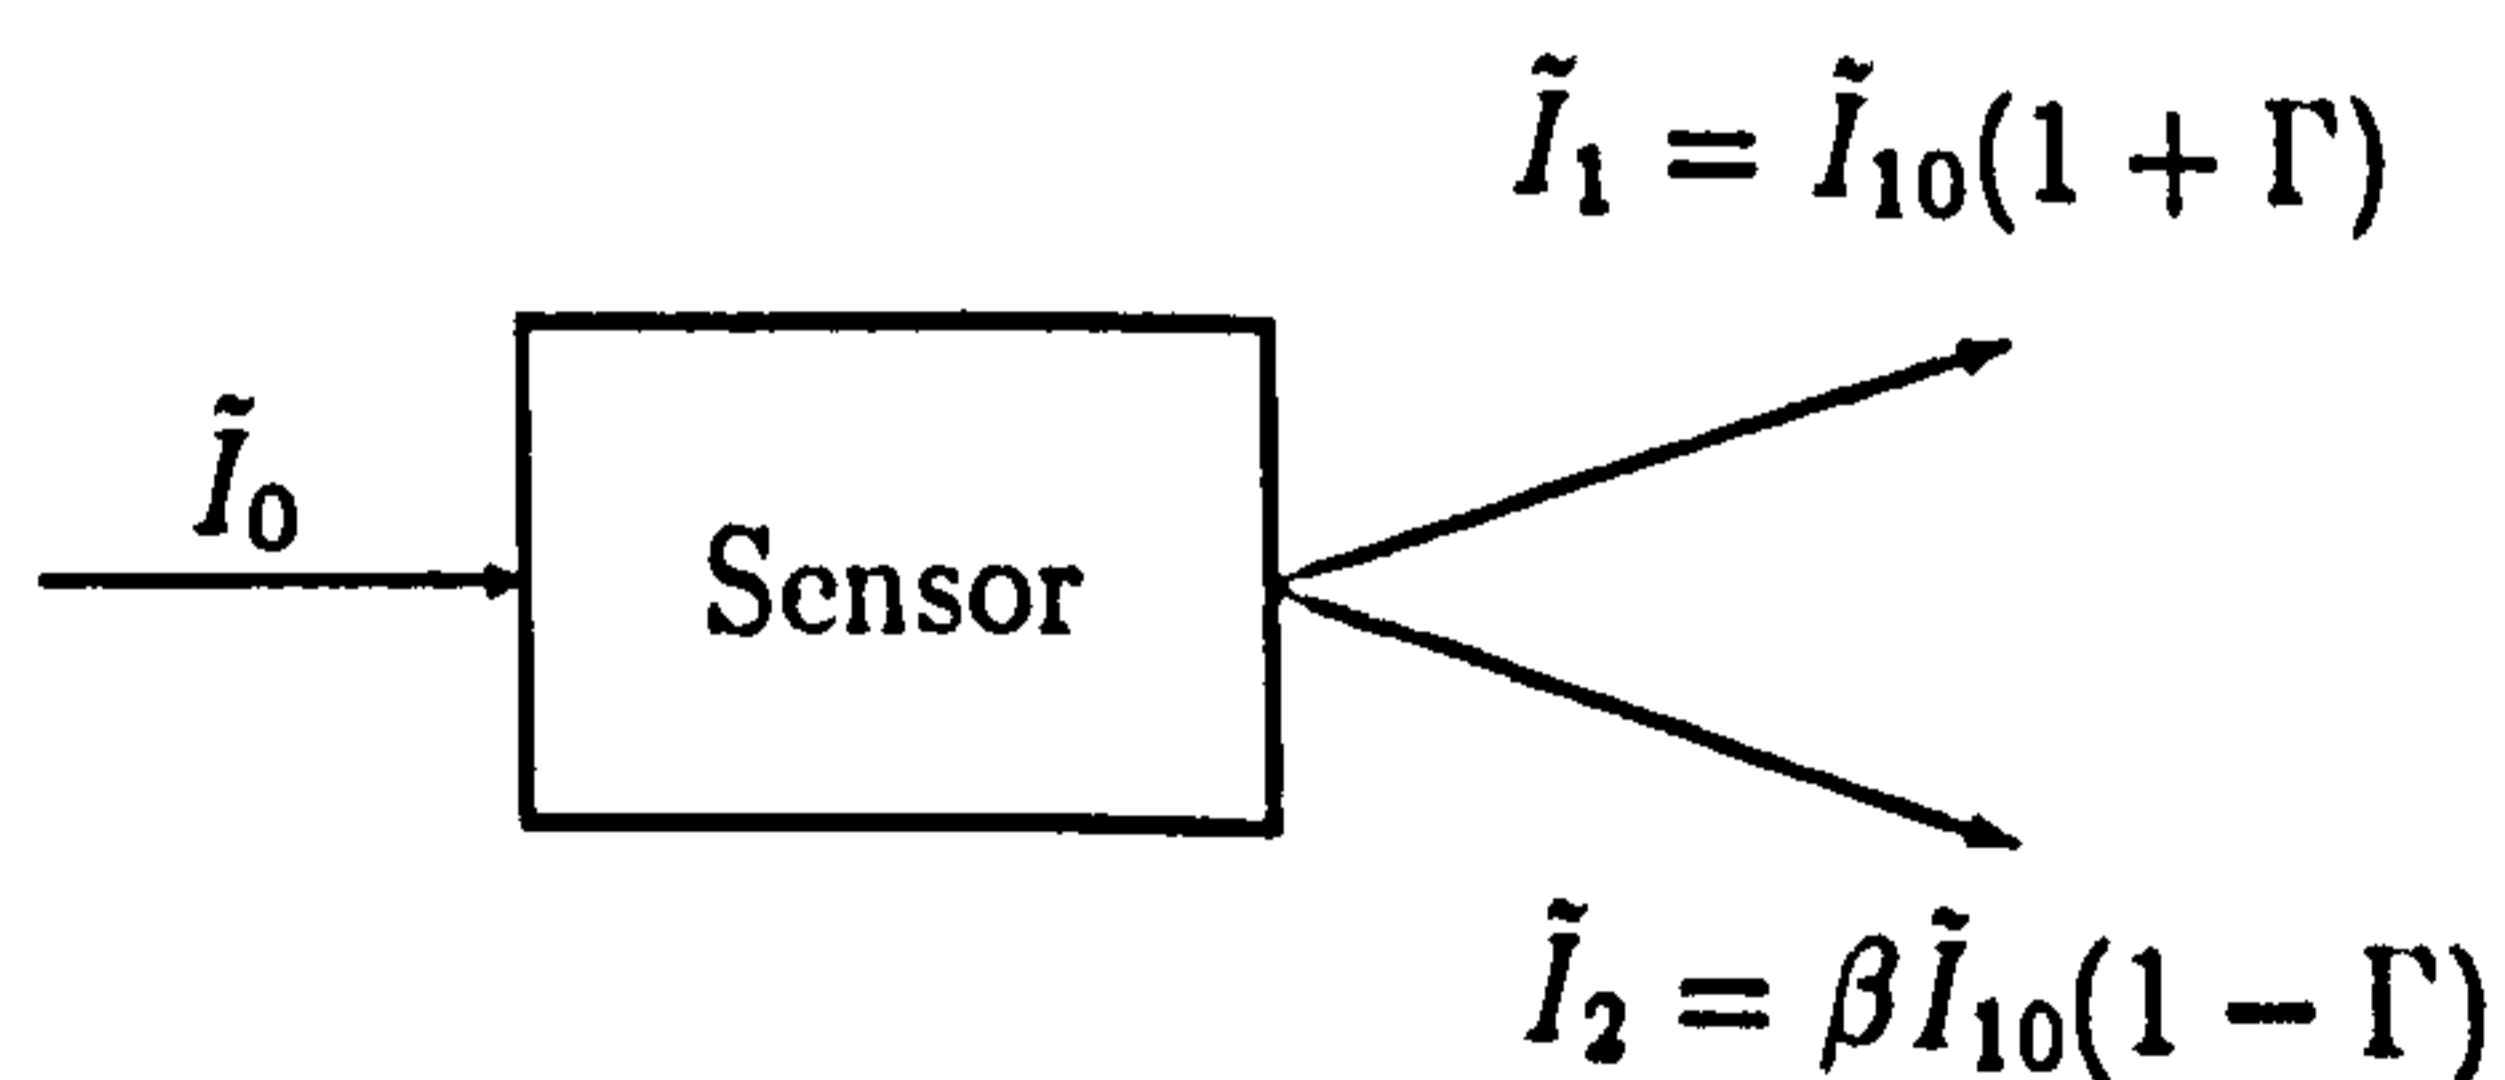 Ĩ₁ = Ĩ₁₀(1 + Γ)
Ĩ₀
Sensor
Ĩ₂ = βĨ₁₀(1 − Γ)